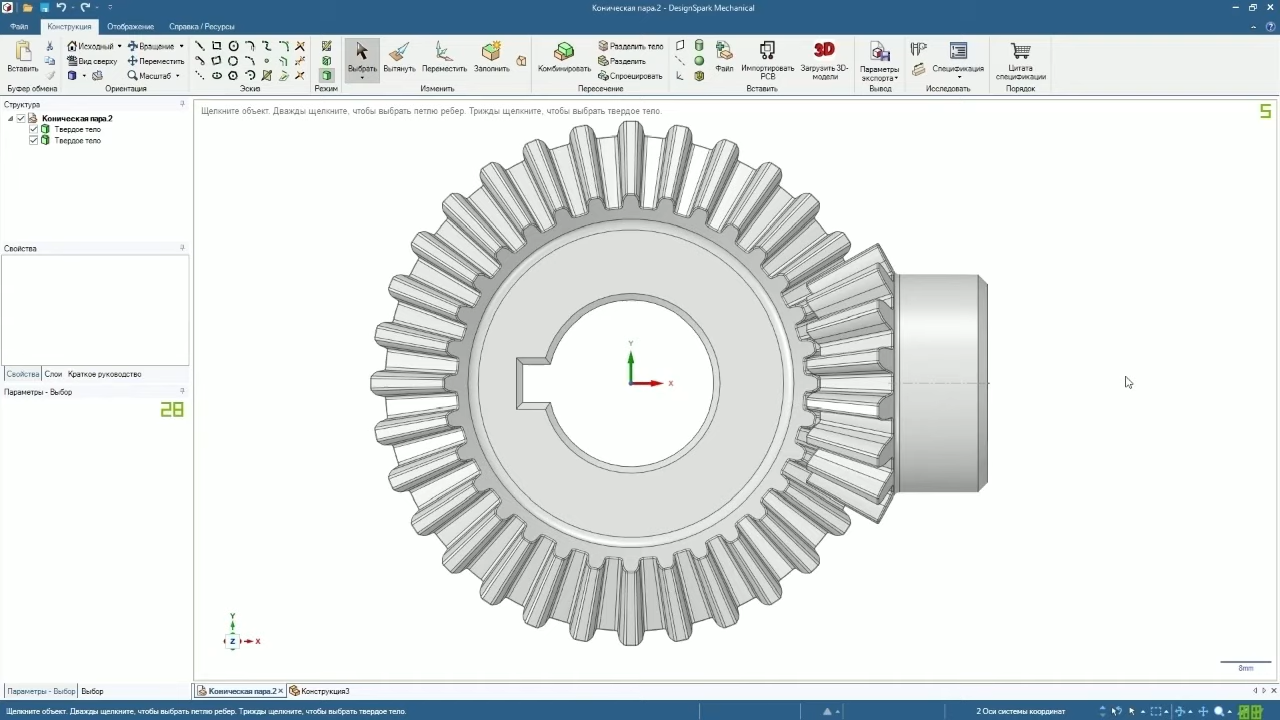 Коническая пара.2 - DesignSpark Mechanical
Файл Конструкция Отображение Справка / Ресурсы
Вставить
Буфер обмена
Исходный Вращение
Вид сверху Переместить
Масштаб
Ориентация
Эскиз
Режим
Выбрать Вытянуть Переместить Заполнить
Изменить
Комбинировать
Разделить тело
Разделить
Спроецировать
Пересечение
Файл
Импортировать PCB
3D
Загрузить 3D-модели
Вставить
Параметры экспорта
Вывод
Спецификация
Исследовать
Цитата спецификации
Порядок
Структура
Коническая пара.2
Твердое тело
Твердое тело
Свойства
Свойства Слои Краткое руководство
Параметры - Выбор
28
Щелкните объект. Дважды щелкните, чтобы выбрать петлю ребер. Трижды щелкните, чтобы выбрать твердое тело.
5
Y
X
Y
Z
X
8mm
Параметры - Выбор Выбор
Коническая пара.2 Конструкция3
Щелкните объект. Дважды щелкните, чтобы выбрать петлю ребер. Трижды щелкните, чтобы выбрать твердое тело.
2 Оси системы координат